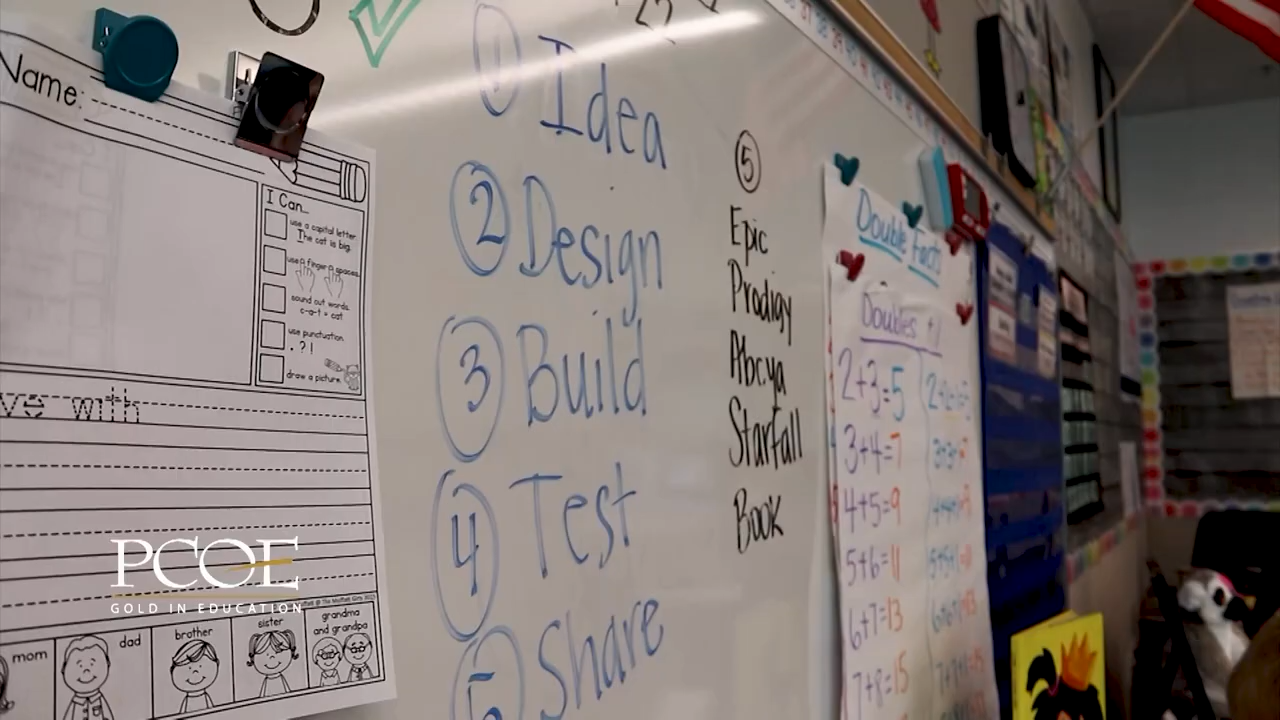 Name:
I Can...
use a capital letter.
The cat is big.
use finger spaces.
sound out words.
c-a-t = cat
use punctuation.
. ? !
draw a picture.
ve with
mom
dad
brother
sister
grandma
and grandpa
PCOE
GOLD IN EDUCATION
① Idea
② Design
③ Build
④ Test
⑤ Share
⑤
Epic
Prodigy
Abc.ya
Starfall
Book
Double Facts
Doubles +1
2+3=5
3+4=7
4+5=9
5+6=11
6+7=13
7+8=15